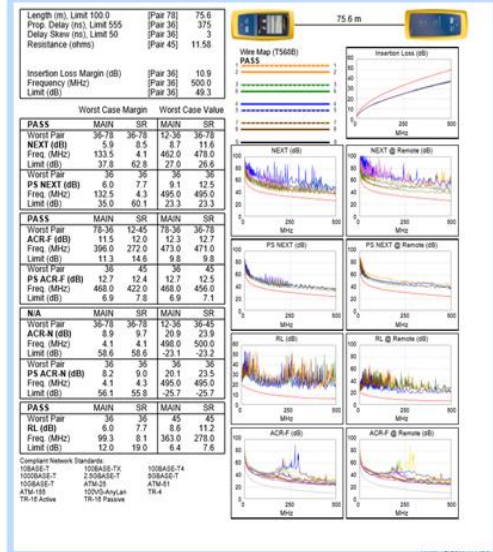 Length (m), Limit 100.0 [Pair 78] 75.6
Prop. Delay (ns), Limit 555 [Pair 36] 375
Delay Skew (ns), Limit 50 [Pair 36] 3
Resistance (ohms) [Pair 45] 11.58
Insertion Loss Margin (dB) [Pair 36] 10.9
Frequency (MHz) [Pair 36] 500.0
Limit (dB) [Pair 36] 49.3
Worst Case Margin Worst Case Value
PASS MAIN SR MAIN SR
Worst Pair 36-78 36-78 12-36 36-78
NEXT (dB) 5.9 8.5 8.7 11.6
Freq. (MHz) 133.5 4.1 462.0 478.0
Limit (dB) 37.8 62.8 27.0 26.6
Worst Pair 36 36 36 36
PS NEXT (dB) 6.0 7.7 9.1 12.5
Freq. (MHz) 132.5 4.3 495.0 495.0
Limit (dB) 35.0 60.1 23.3 23.3
PASS MAIN SR MAIN SR
Worst Pair 78-36 12-45 78-36 36-78
ACR-F (dB) 11.5 12.0 12.3 12.7
Freq. (MHz) 396.0 272.0 473.0 471.0
Limit (dB) 11.3 14.6 9.8 9.8
Worst Pair 36 45 36 45
PS ACR-F (dB) 12.7 12.4 12.7 12.5
Freq. (MHz) 468.0 422.0 468.0 456.0
Limit (dB) 6.9 7.8 6.9 7.1
N/A MAIN SR MAIN SR
Worst Pair 36-78 36-78 12-36 36-45
ACR-N (dB) 8.9 9.7 20.9 23.9
Freq. (MHz) 4.1 4.1 498.0 500.0
Limit (dB) 58.6 58.6 -23.1 -23.2
Worst Pair 36 36 36 36
PS ACR-N (dB) 8.2 9.0 20.1 23.5
Freq. (MHz) 4.1 4.3 495.0 495.0
Limit (dB) 56.1 55.8 -25.7 -25.7
PASS MAIN SR MAIN SR
Worst Pair 36 36 45 45
RL (dB) 6.0 7.7 8.6 11.2
Freq. (MHz) 99.3 8.1 363.0 278.0
Limit (dB) 12.0 19.0 6.4 7.6
Compliant Network Standards:
10BASE-T 100BASE-TX 100BASE-T4
1000BASE-T 2.5GBASE-T 5GBASE-T
10GBASE-T ATM-25 ATM-51
ATM-155 100VG-AnyLan TR-4
TR-16 Active TR-16 Passive
75.6 m
Wire Map (T568B)
PASS
Insertion Loss (dB)
MHz
NEXT (dB)
MHz
NEXT @ Remote (dB)
MHz
PS NEXT (dB)
MHz
PS NEXT @ Remote (dB)
MHz
RL (dB)
MHz
RL @ Remote (dB)
MHz
ACR-F (dB)
MHz
ACR-F @ Remote (dB)
MHz